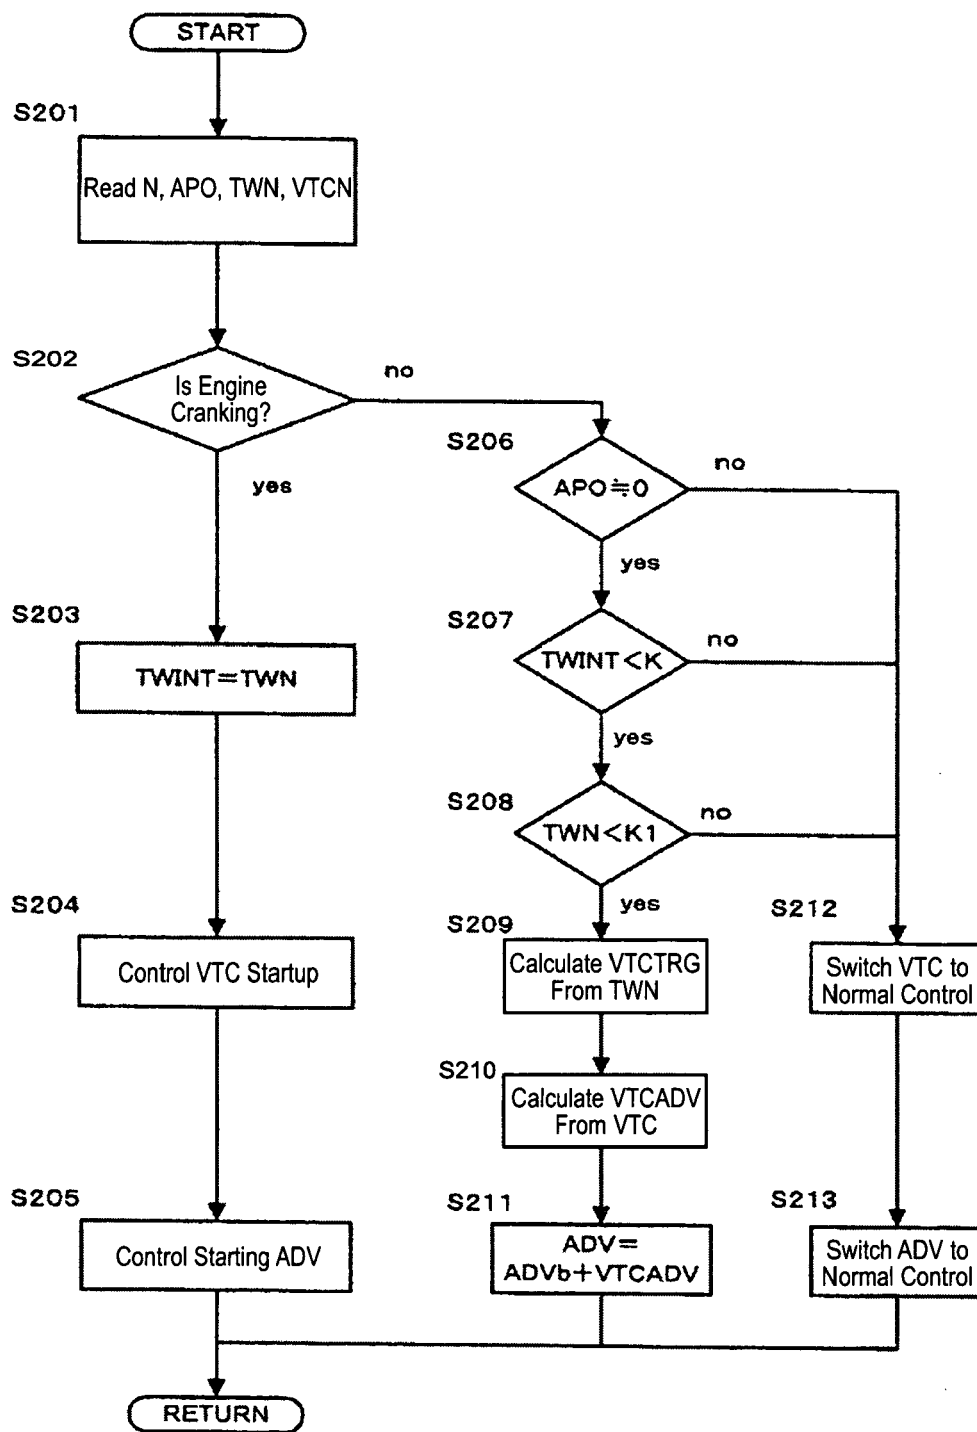 START
S201
Read N, APO, TWN, VTCN
S202
Is Engine
Cranking?
no
yes
S206
APO≒0
no
yes
S203
TWINT=TWN
S207
TWINT<K
no
yes
S208
TWN<K1
no
yes
S204
Control VTC Startup
S209
Calculate VTCTRG
From TWN
S212
Switch VTC to
Normal Control
S210
Calculate VTCADV
From VTC
S205
Control Starting ADV
S211
ADV=
ADVb+VTCADV
S213
Switch ADV to
Normal Control
RETURN